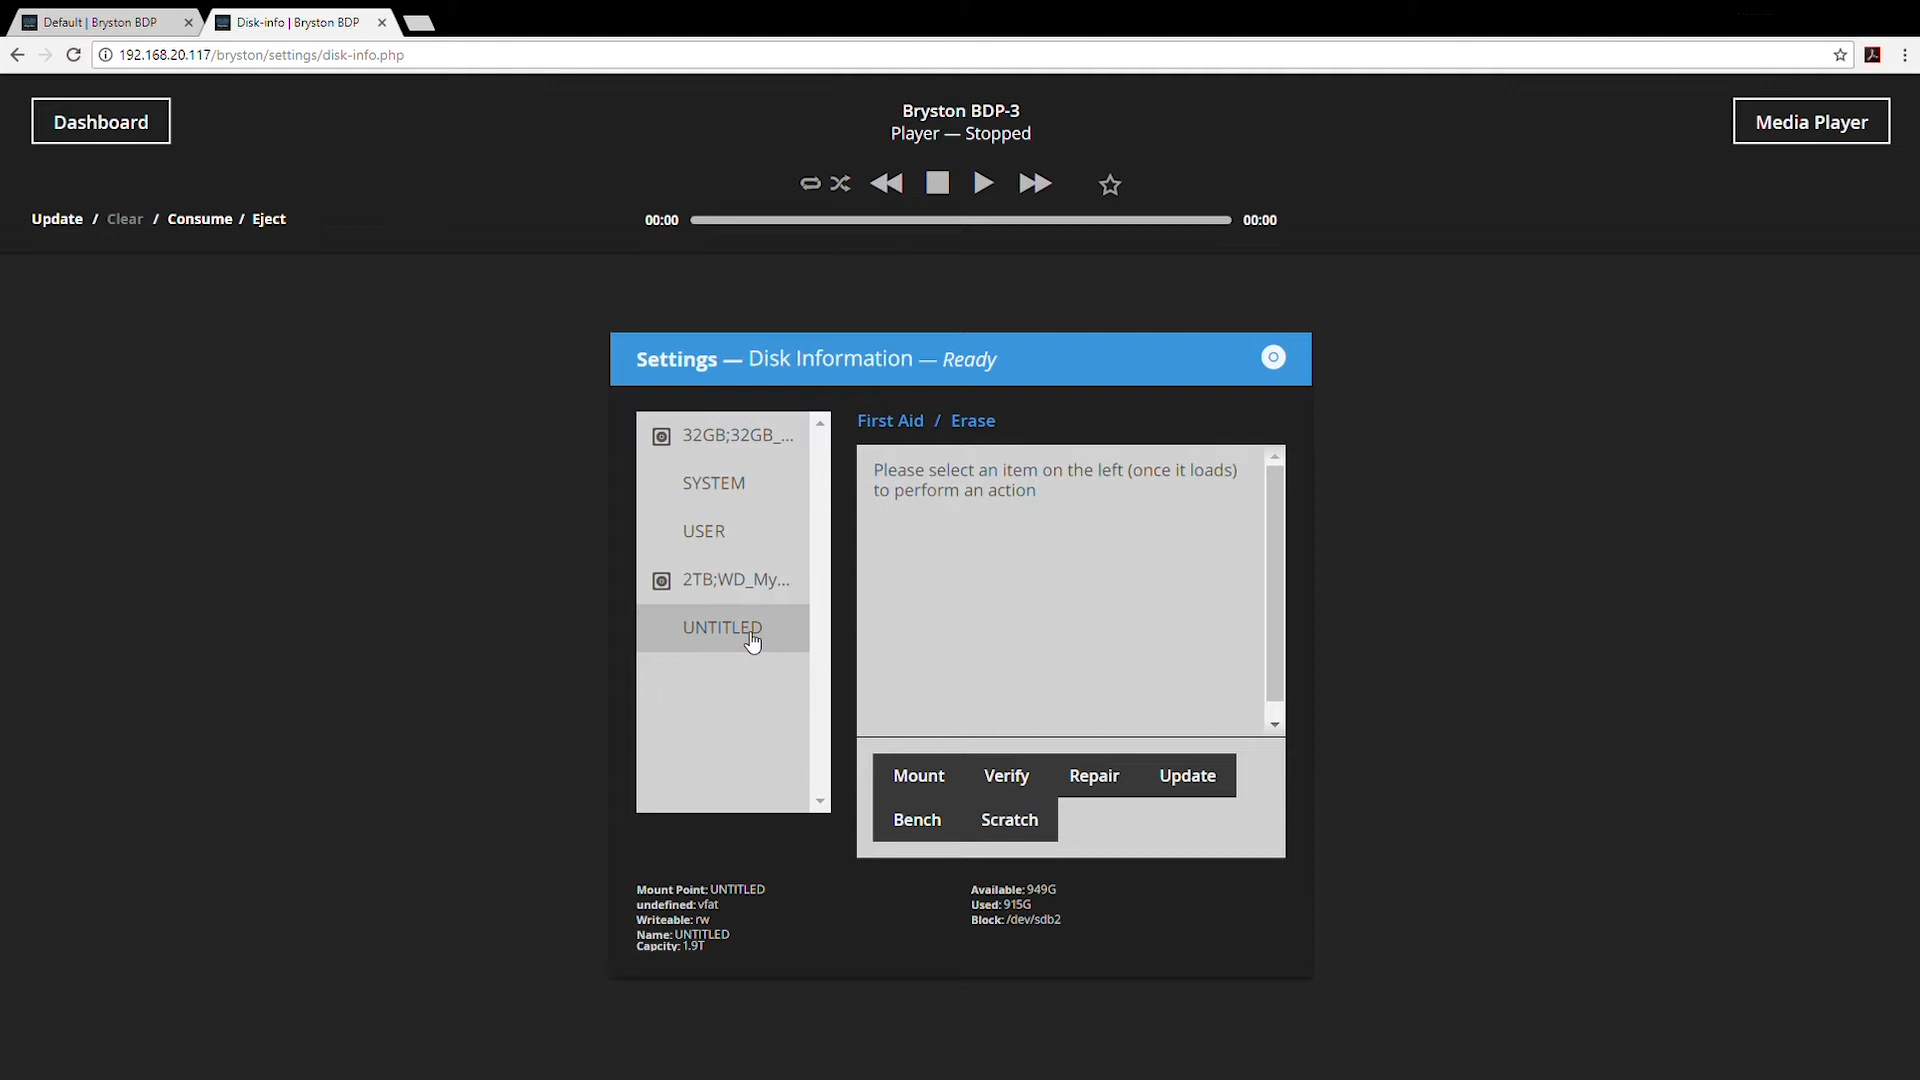 Default | Bryston BDP
Disk-info | Bryston BDP
192.168.20.117/bryston/settings/disk-info.php
Dashboard
Bryston BDP-3
Player — Stopped
Media Player
Update / Clear / Consume / Eject
00:00
00:00
Settings — Disk Information — Ready
32GB;32GB_...
SYSTEM
USER
2TB;WD_My...
UNTITLED
First Aid / Erase
Please select an item on the left (once it loads)
to perform an action
Mount Verify Repair Update
Bench Scratch
Mount Point: UNTITLED
undefined: vfat
Writeable: rw
Name: UNTITLED
Capcity: 1.9T
Available: 949G
Used: 915G
Block: /dev/sdb2